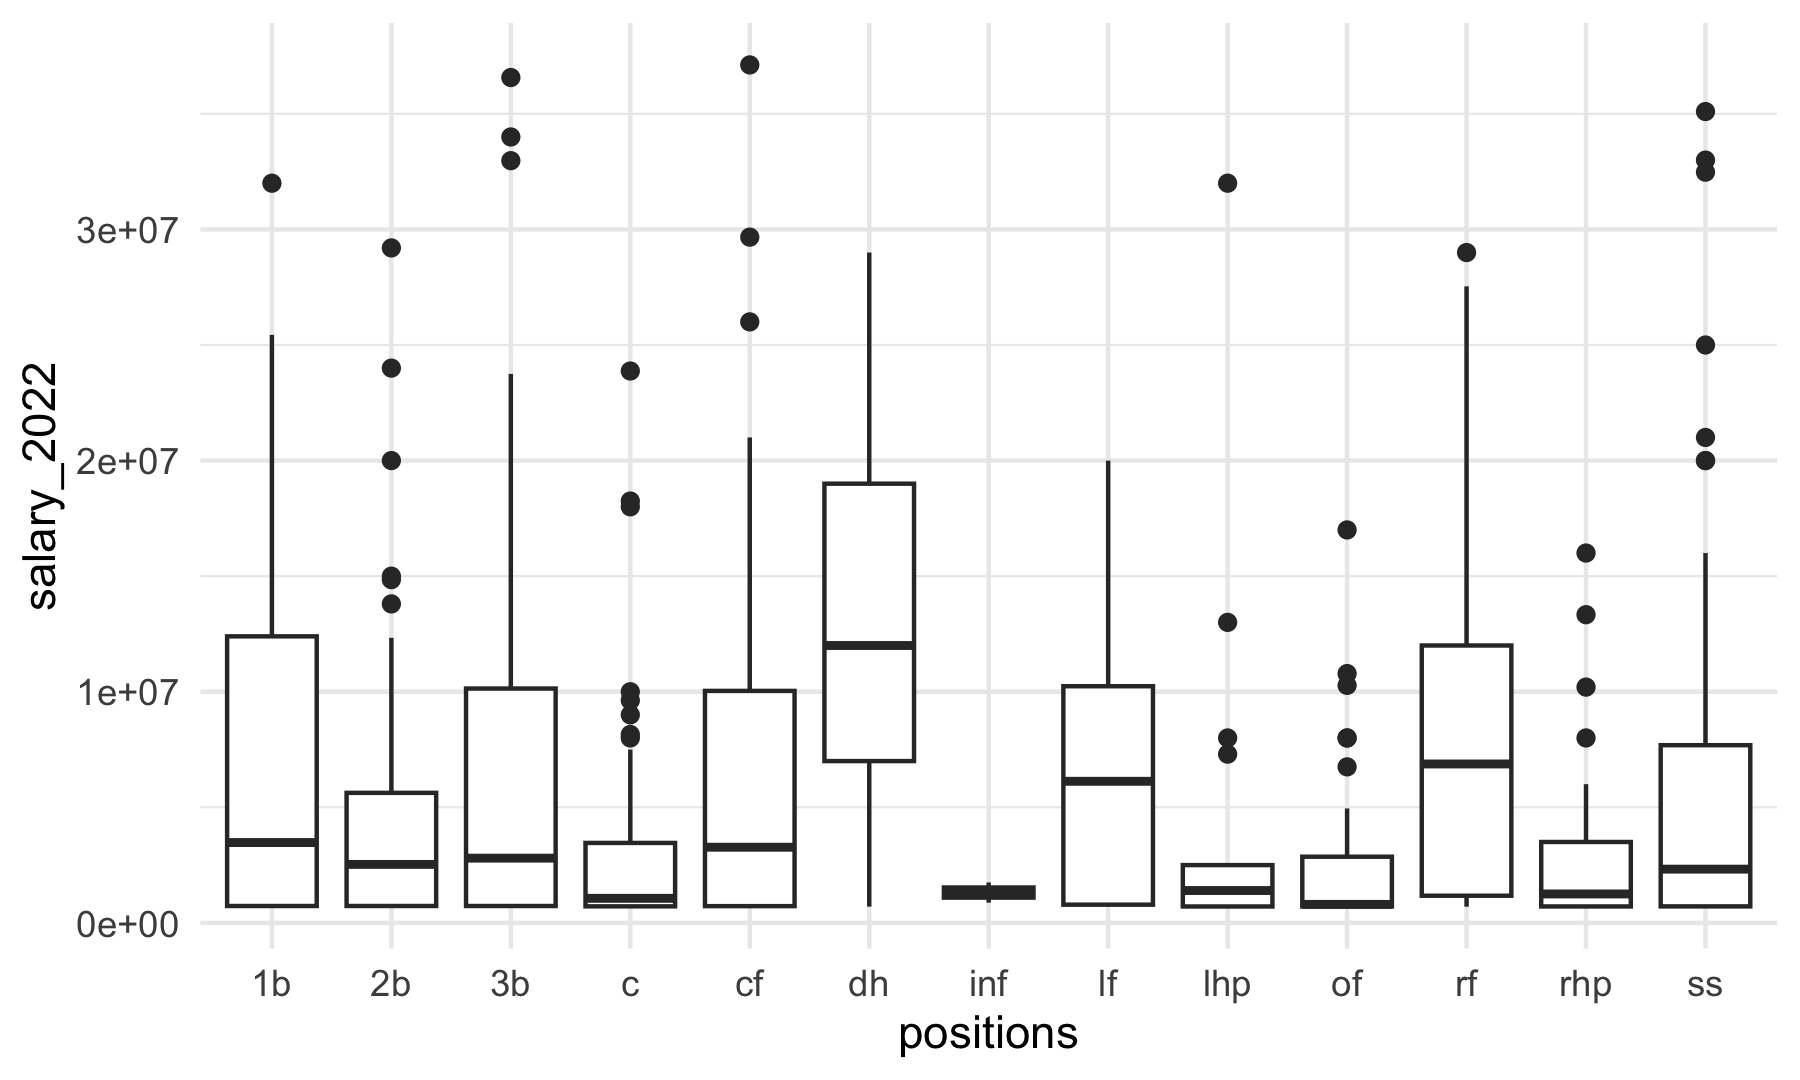 salary_2022
3e+07
2e+07
1e+07
0e+00
1b 2b 3b c cf dh inf lf lhp of rf rhp ss
positions